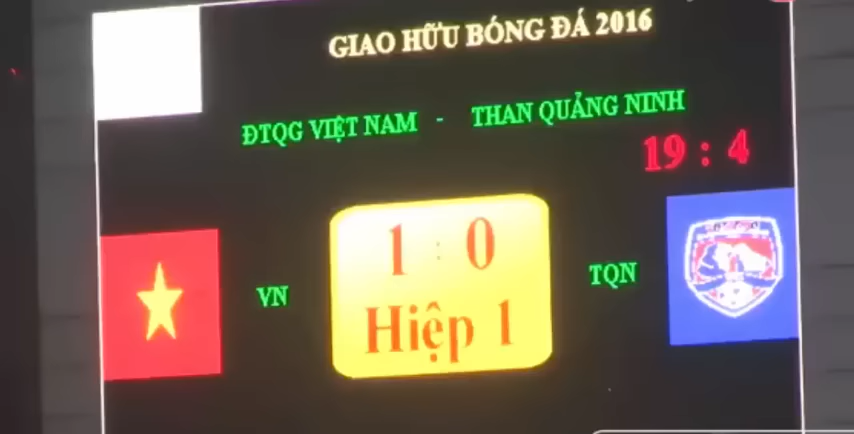 GIAO HỮU BÓNG ĐÁ 2016
ĐTQG VIỆT NAM - THAN QUẢNG NINH
19 : 4
1 : 0
VN
TQN
Hiệp 1